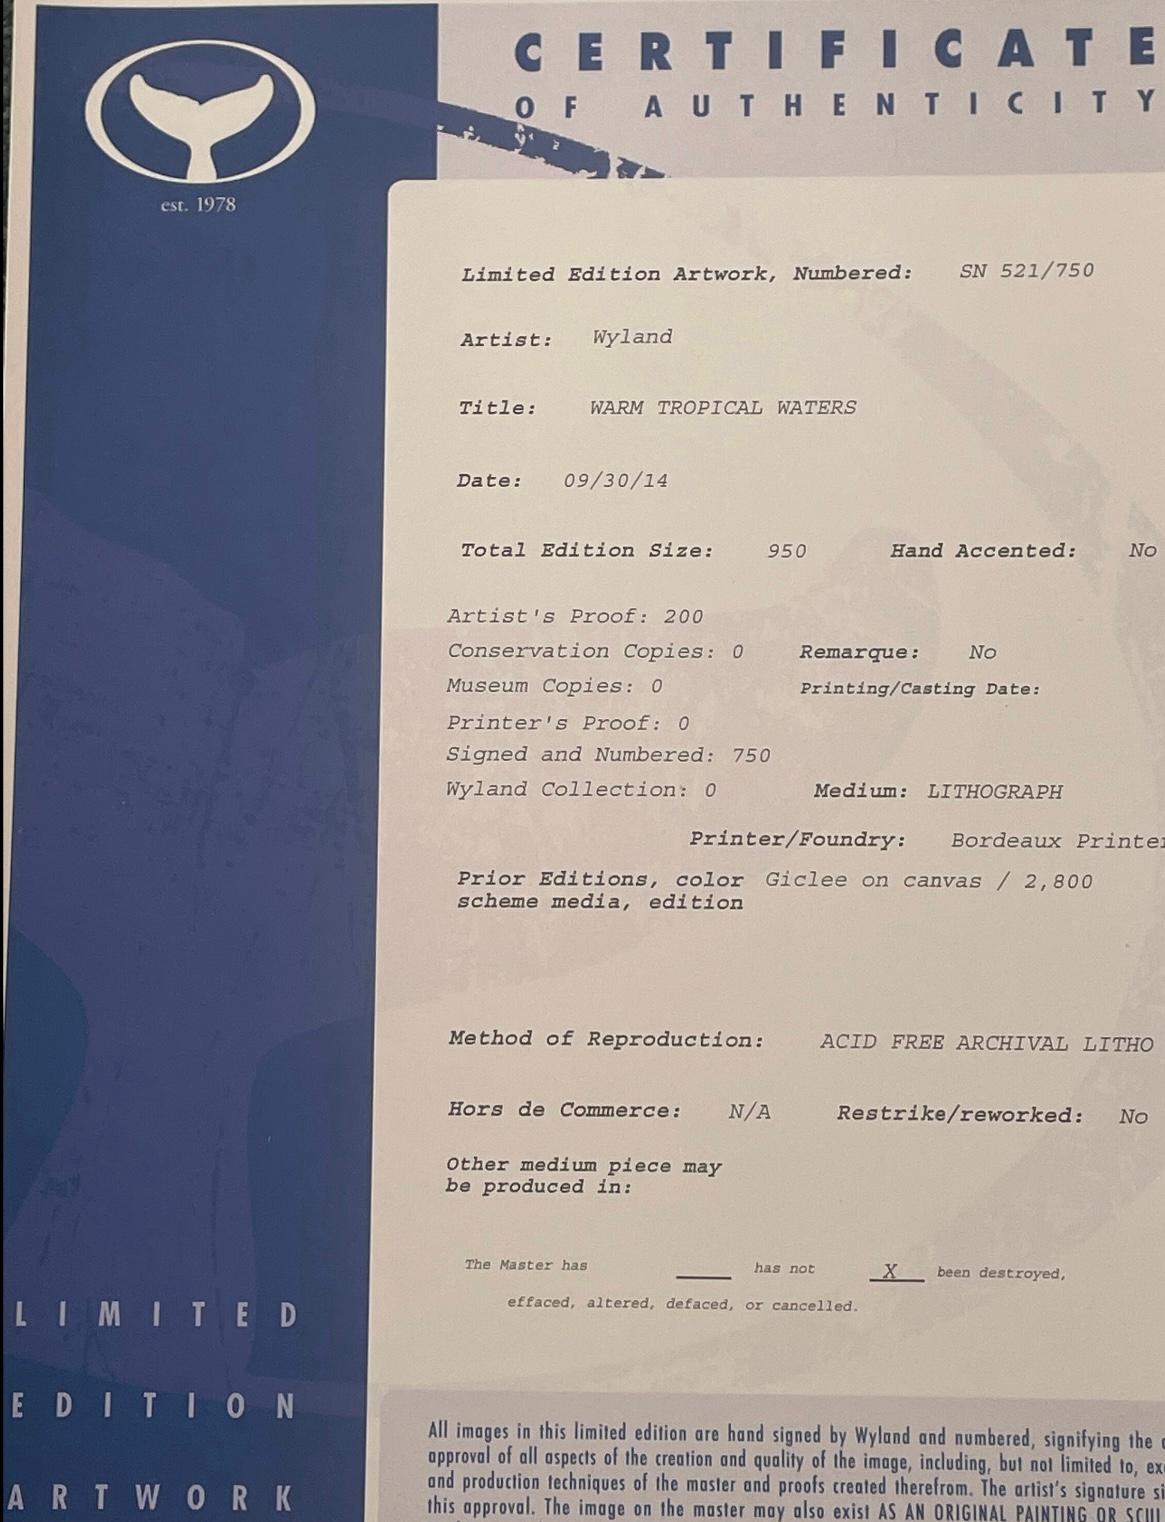 CERTIFICATE
OF AUTHENTICITY
est. 1978
Limited Edition Artwork, Numbered: SN 521/750
Artist: Wyland
Title: WARM TROPICAL WATERS
Date: 09/30/14
Total Edition Size: 950 Hand Accented: No
Artist's Proof: 200
Conservation Copies: 0 Remarque: No
Museum Copies: 0 Printing/Casting Date:
Printer's Proof: 0
Signed and Numbered: 750
Wyland Collection: 0 Medium: LITHOGRAPH
Printer/Foundry: Bordeaux
Prior Editions, color Giclee on canvas / 2,800
scheme media, edition
Method of Reproduction: ACID FREE ARCHIVAL LITHO
Hors de Commerce: N/A Restrike/reworked: No
Other medium piece may
be produced in:
The Master has ____ has not X been destroyed,
effaced, altered, defaced, or cancelled.
LIMITED
EDITION
ARTWORK
All images in this limited edition are hand signed by Wyland and numbered, signifying the
approval of all aspects of the creation and quality of the image, including, but not limited to,
and production techniques of the master and proofs created therefrom. The artist's signature
this approval. The image on the master may also exist AS AN ORIGINAL PAINTING OR